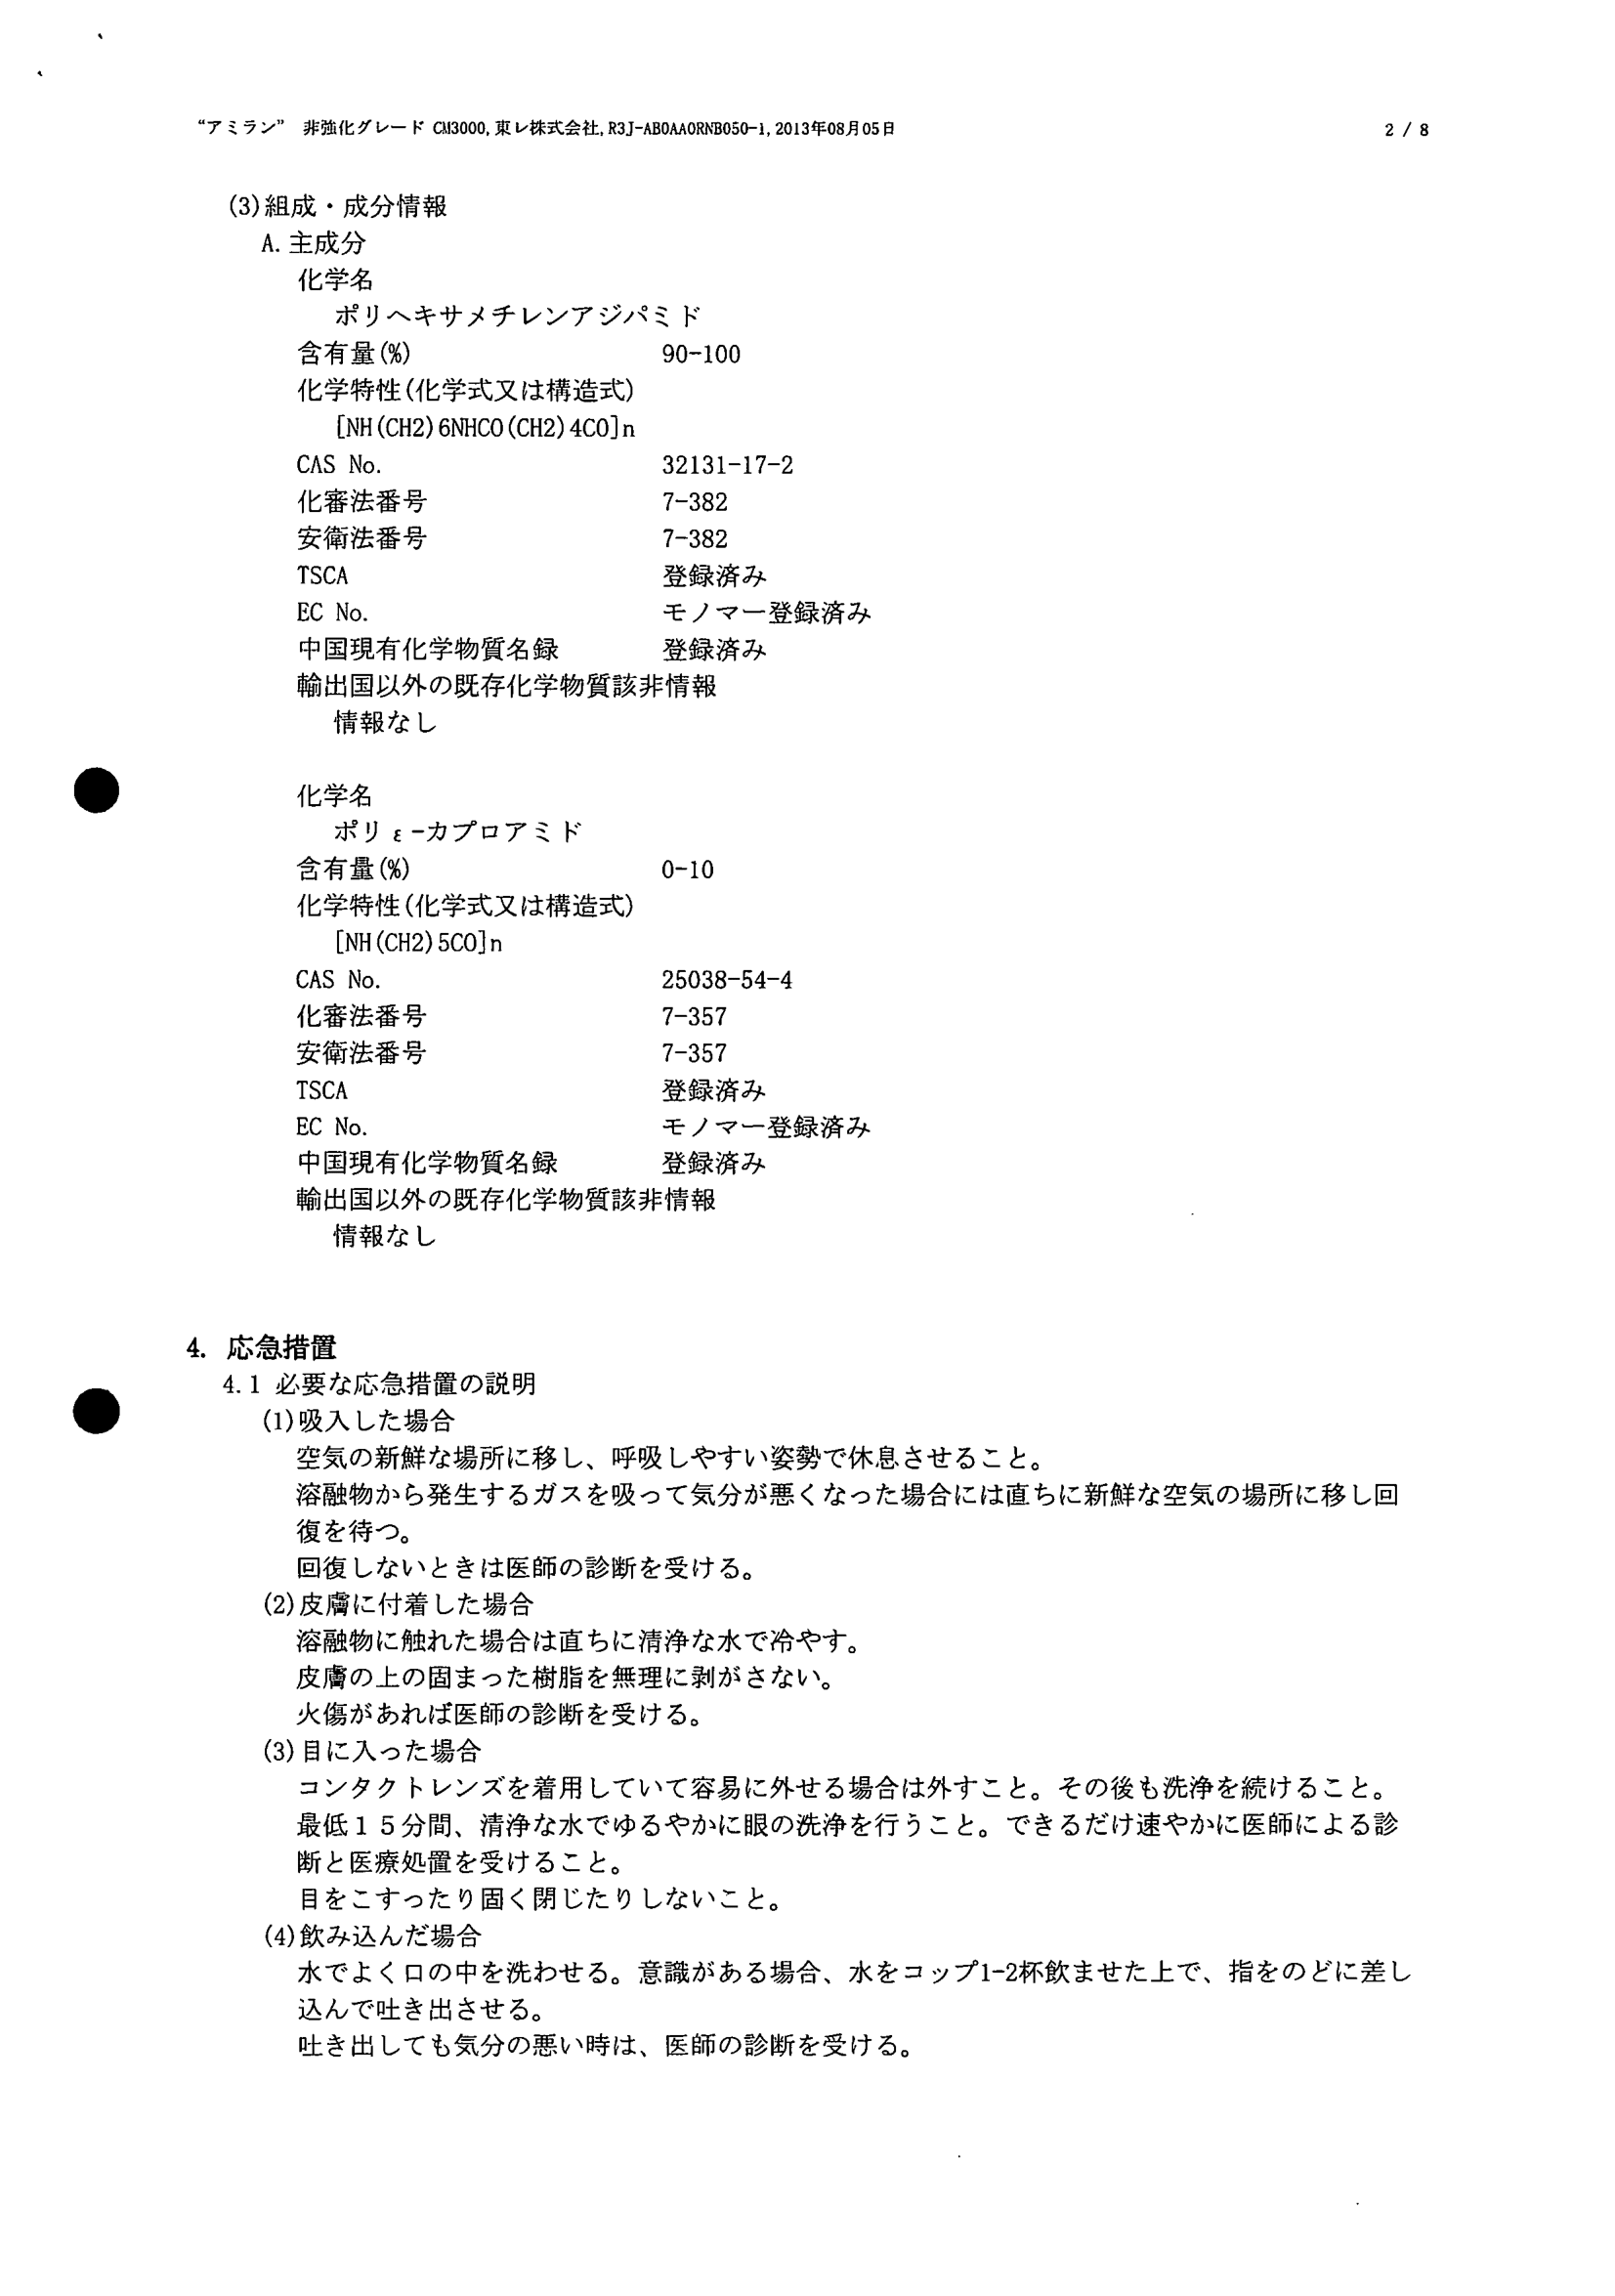 “アミラン” 非強化グレード CM3000, 東レ株式会社, R3J-AB0AA0RNB050-1, 2013年08月05日 2 / 8
(3)組成・成分情報
A. 主成分
化学名
ポリヘキサメチレンアジパミド
含有量(%) 90-100
化学特性(化学式又は構造式)
[NH(CH2)6NHCO(CH2)4CO]n
CAS No. 32131-17-2
化審法番号 7-382
安衛法番号 7-382
TSCA 登録済み
EC No. モノマー登録済み
中国現有化学物質名録 登録済み
輸出国以外の既存化学物質該非情報
情報なし
化学名
ポリ ε -カプロアミド
含有量(%) 0-10
化学特性(化学式又は構造式)
[NH(CH2)5CO]n
CAS No. 25038-54-4
化審法番号 7-357
安衛法番号 7-357
TSCA 登録済み
EC No. モノマー登録済み
中国現有化学物質名録 登録済み
輸出国以外の既存化学物質該非情報
情報なし
4. 応急措置
4.1 必要な応急措置の説明
(1)吸入した場合
空気の新鮮な場所に移し、呼吸しやすい姿勢で休息させること。
溶融物から発生するガスを吸って気分が悪くなった場合には直ちに新鮮な空気の場所に移し回
復を待つ。
回復しないときは医師の診断を受ける。
(2)皮膚に付着した場合
溶融物に触れた場合は直ちに清浄な水で冷やす。
皮膚の上の固まった樹脂を無理に剥がさない。
火傷があれば医師の診断を受ける。
(3)目に入った場合
コンタクトレンズを着用していて容易に外せる場合は外すこと。その後も洗浄を続けること。
最低15分間、清浄な水でゆるやかに眼の洗浄を行うこと。できるだけ速やかに医師による診
断と医療処置を受けること。
目をこすったり固く閉じたりしないこと。
(4)飲み込んだ場合
水でよく口の中を洗わせる。意識がある場合、水をコップ1-2杯飲ませた上で、指をのどに差し
込んで吐き出させる。
吐き出しても気分の悪い時は、医師の診断を受ける。